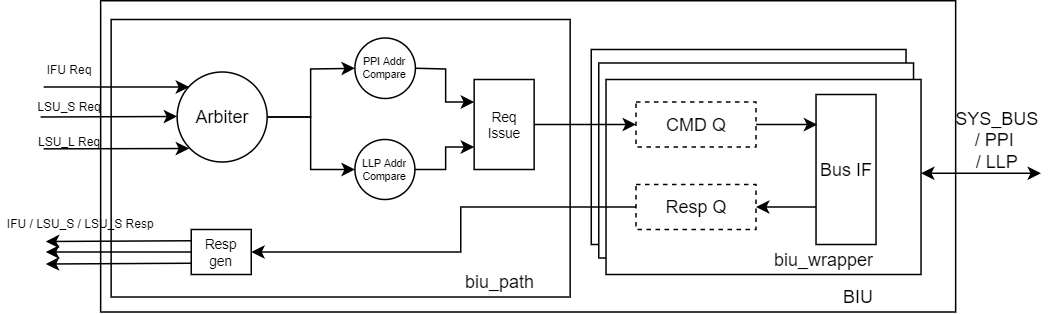 IFU Req
LSU_S Req
LSU_L Req
Arbiter
PPI Addr
Compare
LLP Addr
Compare
Req
Issue
CMD Q
Resp Q
Bus IF
SYS_BUS
/ PPI
/ LLP
IFU / LSU_S / LSU_S Resp
Resp
gen
biu_path
biu_wrapper
BIU